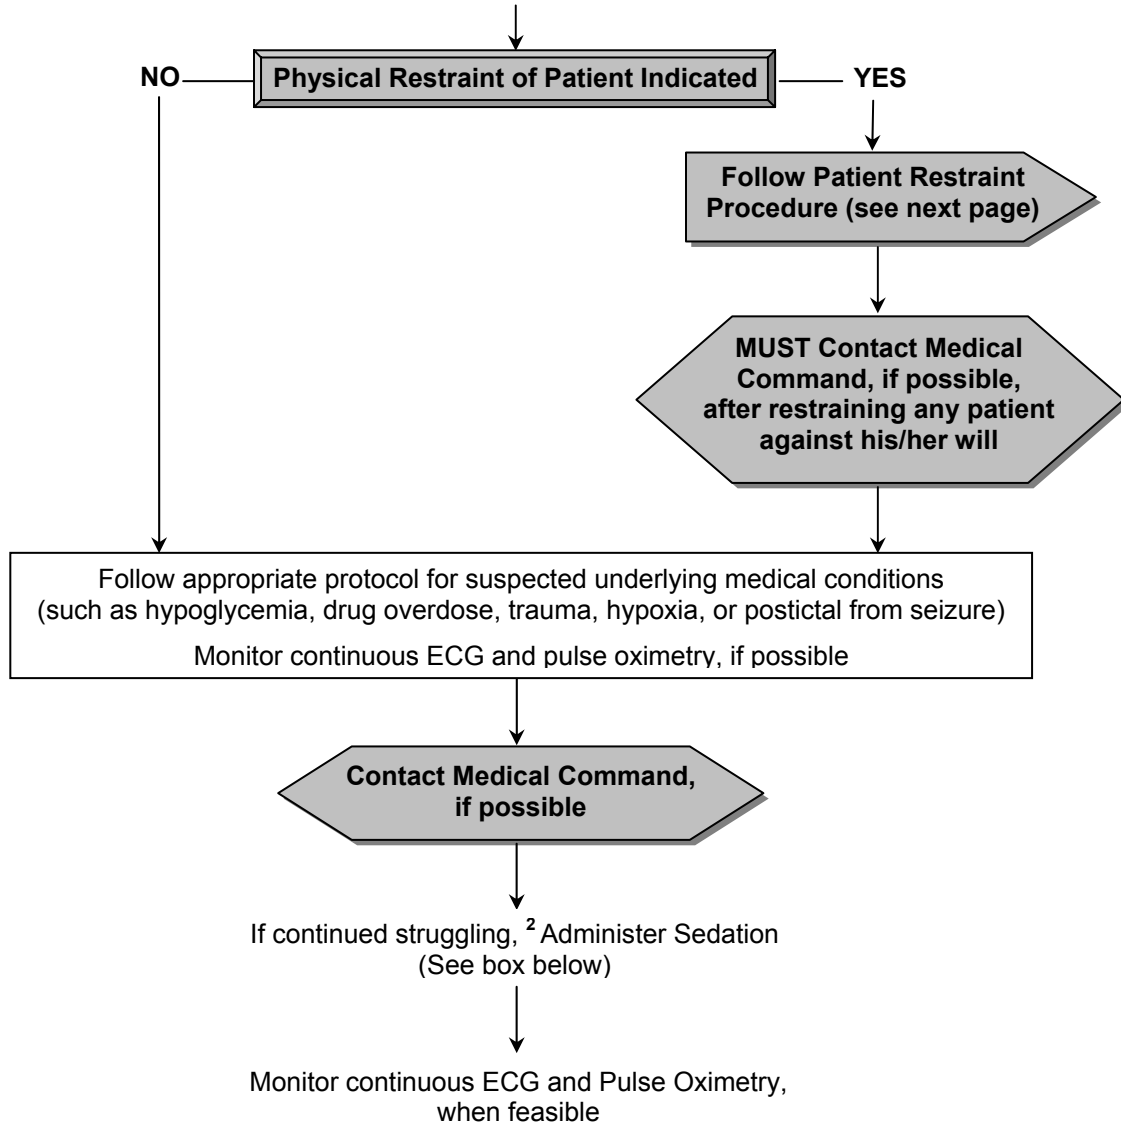 NO
Physical Restraint of Patient Indicated
YES
Follow Patient Restraint
Procedure (see next page)
MUST Contact Medical
Command, if possible,
after restraining any patient
against his/her will
Follow appropriate protocol for suspected underlying medical conditions
(such as hypoglycemia, drug overdose, trauma, hypoxia, or postictal from seizure)
Monitor continuous ECG and pulse oximetry, if possible
Contact Medical Command,
if possible
If continued struggling, ² Administer Sedation
(See box below)
Monitor continuous ECG and Pulse Oximetry,
when feasible